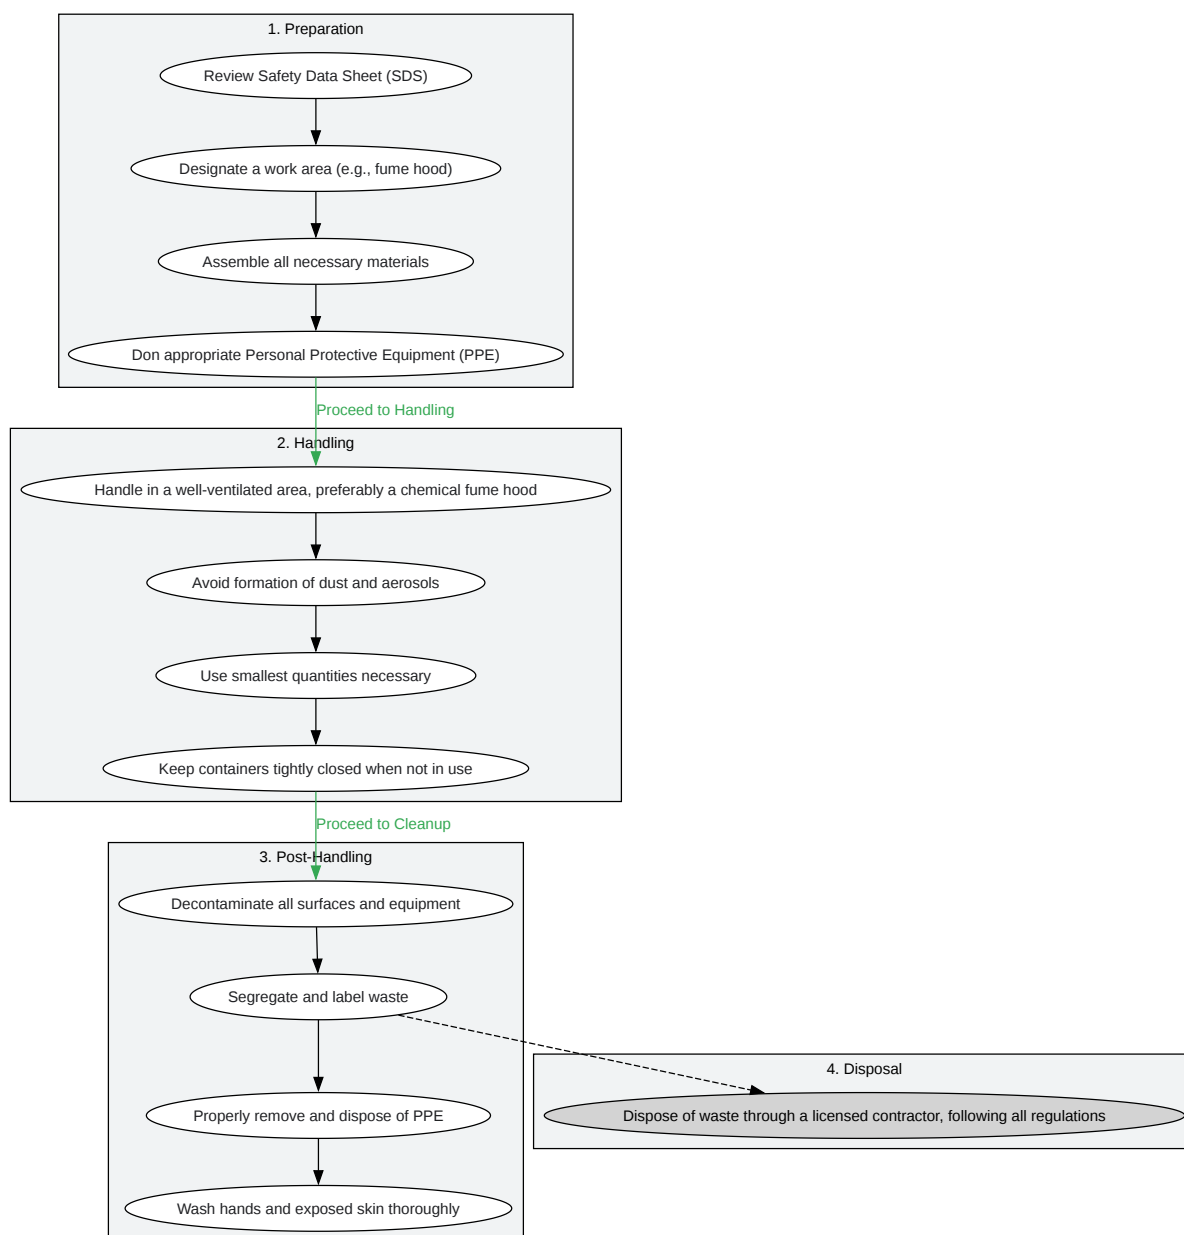 1. Preparation
Review Safety Data Sheet (SDS)
Designate a work area (e.g., fume hood)
Assemble all necessary materials
Don appropriate Personal Protective Equipment (PPE)
Proceed to Handling
2. Handling
Handle in a well-ventilated area, preferably a chemical fume hood
Avoid formation of dust and aerosols
Use smallest quantities necessary
Keep containers tightly closed when not in use
Proceed to Cleanup
3. Post-Handling
Decontaminate all surfaces and equipment
Segregate and label waste
4. Disposal
Properly remove and dispose of PPE
Dispose of waste through a licensed contractor, following all regulations
Wash hands and exposed skin thoroughly